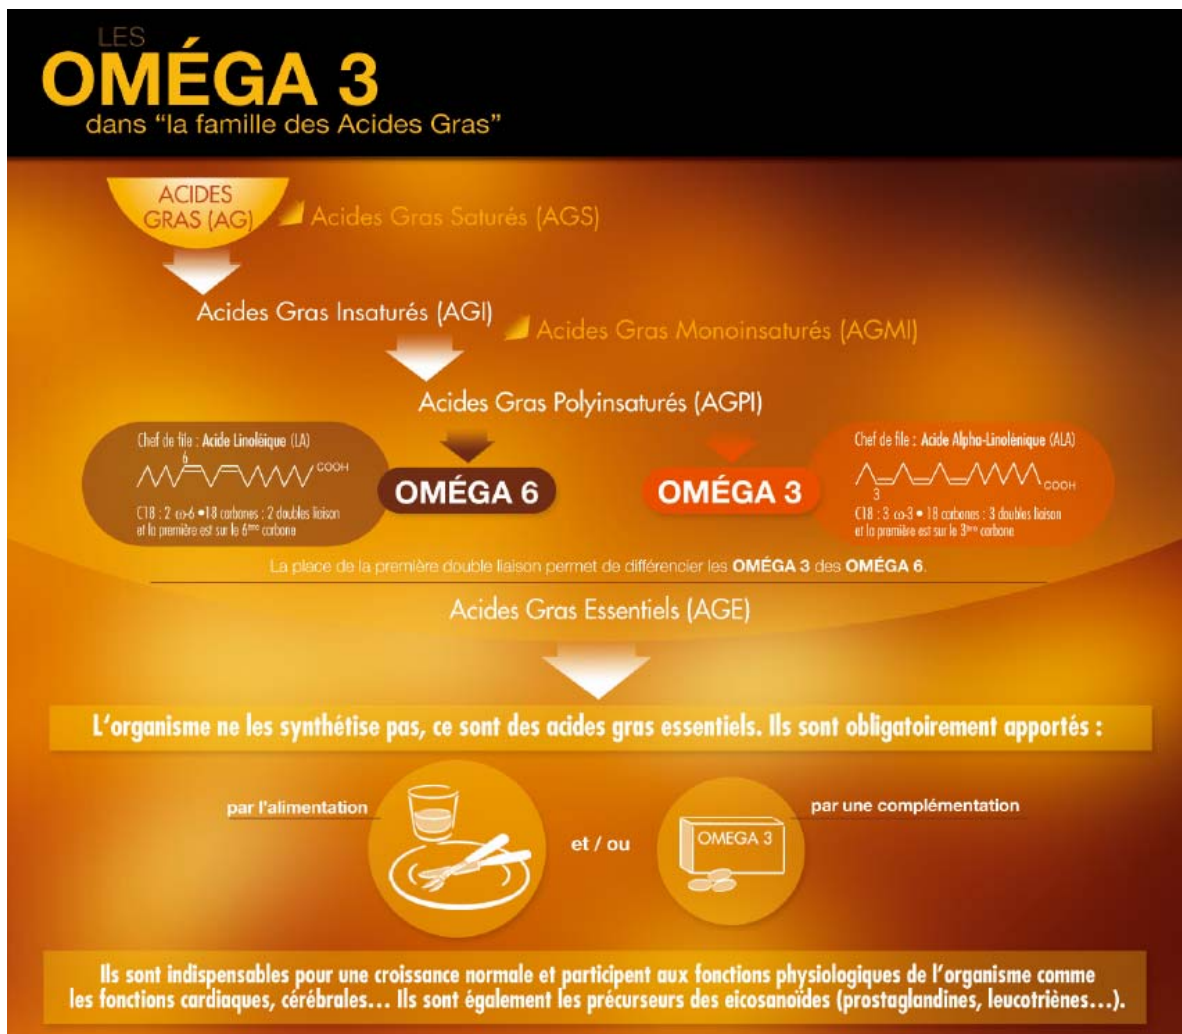 LES
OMÉGA 3
dans "la famille des Acides Gras"
ACIDES
GRAS (AG)
Acides Gras Saturés (AGS)
Acides Gras Insaturés (AGI)
Acides Gras Monoinsaturés (AGMI)
Acides Gras Polyinsaturés (AGPI)
Chef de file : Acide Linoléique (LA)
6
COOH
C18 : 2 ω-6 • 18 carbones : 2 doubles liaison
et la première est sur le 6ème carbone
OMÉGA 6
OMÉGA 3
Chef de file : Acide Alpha-Linolénique (ALA)
3
COOH
C18 : 3 ω-3 • 18 carbones : 3 doubles liaison
et la première est sur le 3ème carbone
La place de la première double liaison permet de différencier les OMÉGA 3 des OMÉGA 6.
Acides Gras Essentiels (AGE)
L'organisme ne les synthétise pas, ce sont des acides gras essentiels. Ils sont obligatoirement apportés :
par l'alimentation
et / ou
OMEGA 3
par une complémentation
Ils sont indispensables pour une croissance normale et participent aux fonctions physiologiques de l'organisme comme
les fonctions cardiaques, cérébrales... Ils sont également les précurseurs des eicosanoïdes (prostaglandines, leucotriènes...).